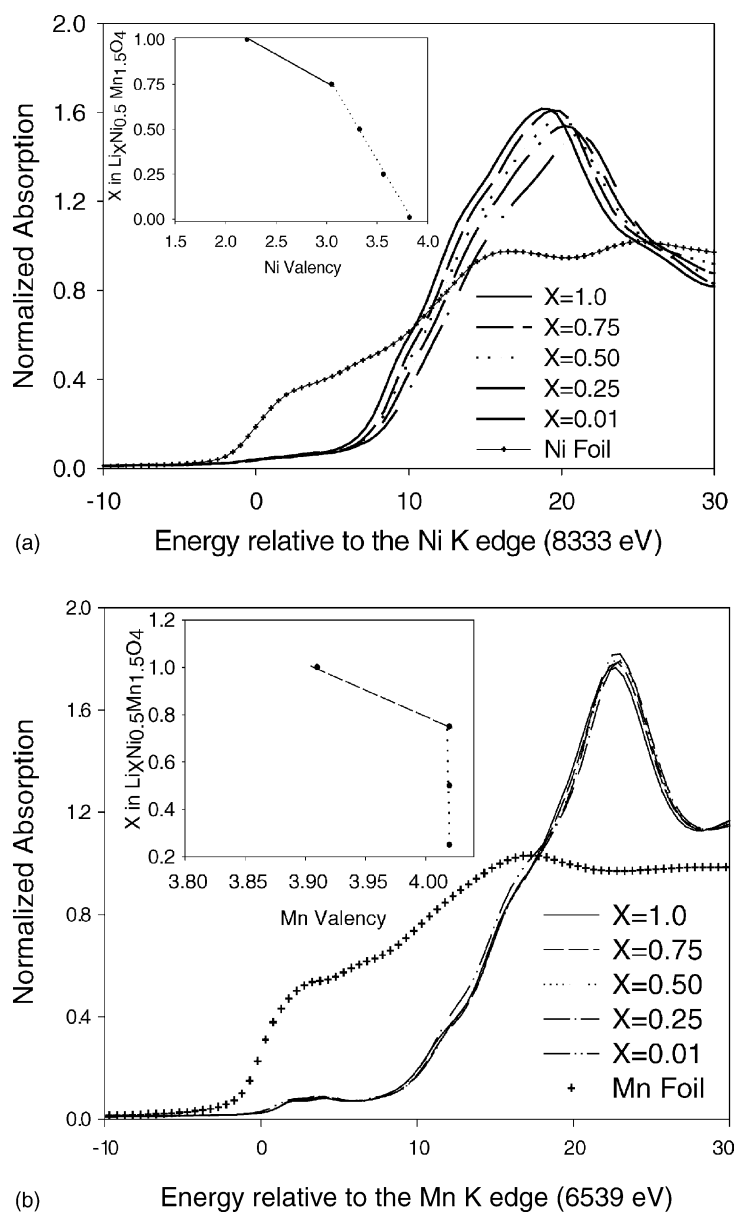 2.0
1.6
1.2
0.8
0.4
0.0
Normalized Absorption
1.00
0.75
0.50
0.25
0.00
X in LiXNi0.5 Mn1.5O4
1.5 2.0 2.5 3.0 3.5 4.0
Ni Valency
X=1.0
X=0.75
X=0.50
X=0.25
X=0.01
Ni Foil
-10 0 10 20 30
(a) Energy relative to the Ni K edge (8333 eV)
2.0
1.6
1.2
0.8
0.4
0.0
Normalized Absorption
1.2
1.0
0.8
0.6
0.4
0.2
X in LiXNi0.5Mn1.5O4
3.80 3.85 3.90 3.95 4.00
Mn Valency
X=1.0
X=0.75
X=0.50
X=0.25
X=0.01
Mn Foil
-10 0 10 20 30
(b) Energy relative to the Mn K edge (6539 eV)